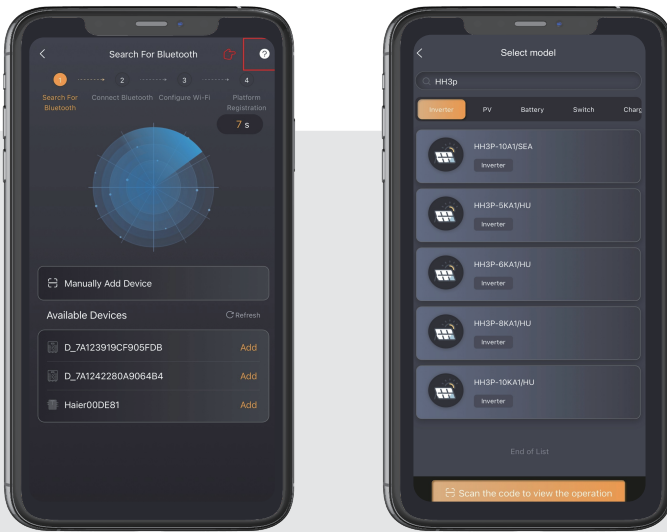 Search For Bluetooth
?
1 2 3 4
Search For Bluetooth
Connect Bluetooth
Configure Wi-Fi
Platform Registration
7 s
Manually Add Device
Available Devices
Refresh
D_7A123919CF905FDB Add
D_7A1242280A9064B4 Add
Haier00DE81 Add
Select model
HH3p
Inverter PV Battery Switch Charg
HH3P-10A1/SEA
Inverter
HH3P-5KA1/HU
Inverter
HH3P-6KA1/HU
Inverter
HH3P-8KA1/HU
Inverter
HH3P-10KA1/HU
Inverter
End of List
Scan the code to view the operation